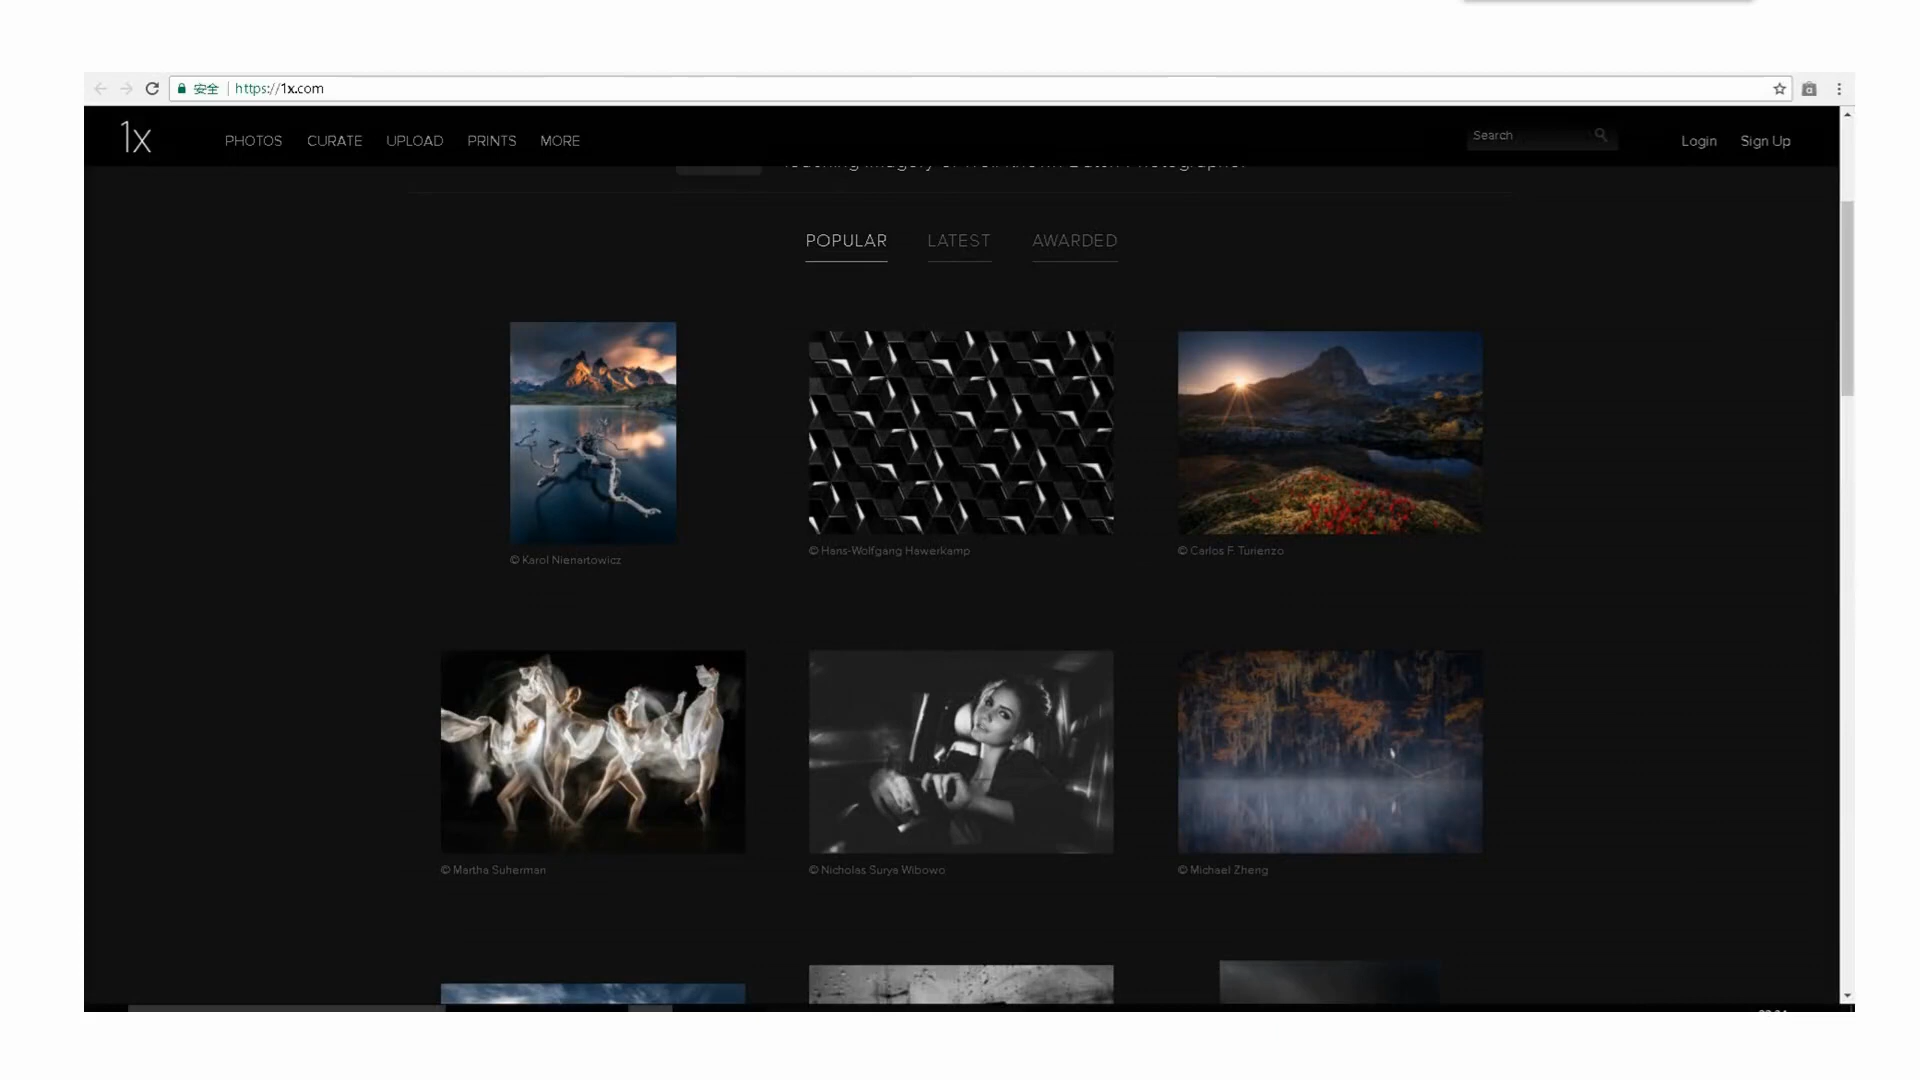 安全 | https://1x.com
1x
PHOTOS CURATE UPLOAD PRINTS MORE
Search
Login Sign Up
POPULAR LATEST AWARDED
© Karol Nienartowicz
© Hans-Wolfgang Hawerkamp
© Carlos F. Turienzo
© Martha Suherman
© Nicholas Surya Wibowo
© Michael Zheng